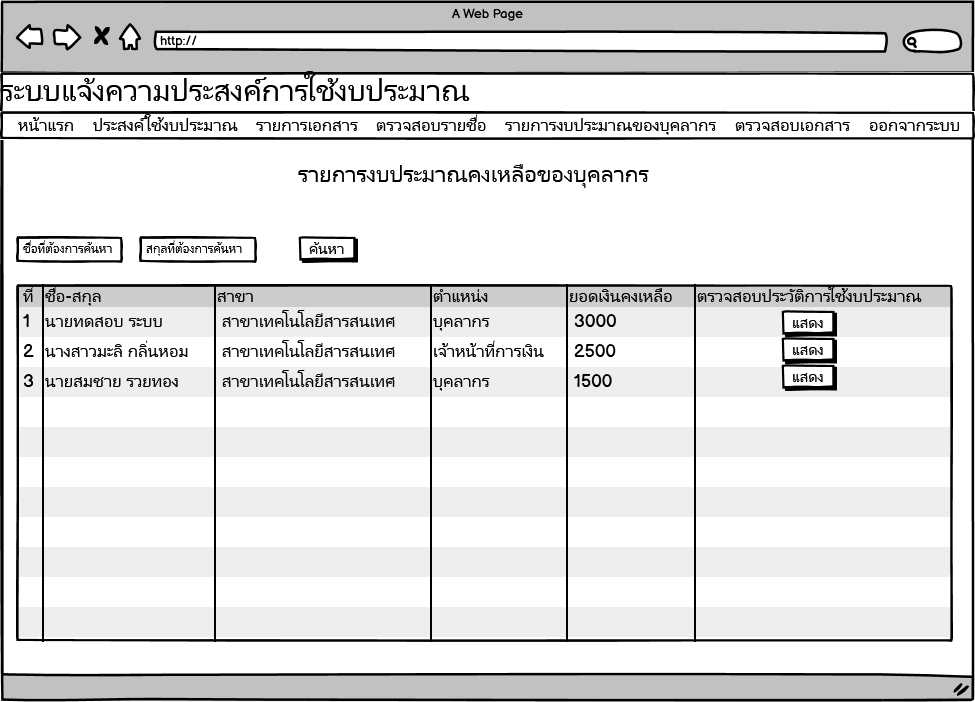 A Web Page
http://
ระบบแจ้งความประสงค์การใช้งบประมาณ
หน้าแรก ประสงค์ใช้งบประมาณ รายการเอกสาร ตรวจสอบรายชื่อ รายการงบประมาณของบุคลากร ตรวจสอบเอกสาร ออกจากระบบ
รายการงบประมาณคงเหลือของบุคลากร
ชื่อที่ต้องการค้นหา สกุลที่ต้องการค้นหา ค้นหา
ที่ ชื่อ-สกุล สาขา ตำแหน่ง ยอดเงินคงเหลือ ตรวจสอบประวัติการใช้งบประมาณ
1 นายทดสอบ ระบบ สาขาเทคโนโลยีสารสนเทศ บุคลากร 3000 แสดง
2 นางสาวมะลิ กลิ่นหอม สาขาเทคโนโลยีสารสนเทศ เจ้าหน้าที่การเงิน 2500 แสดง
3 นายสมชาย รวยทอง สาขาเทคโนโลยีสารสนเทศ บุคลากร 1500 แสดง